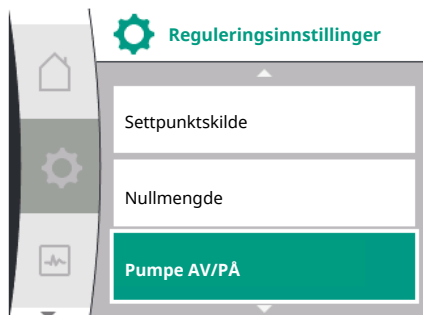 Reguleringsinnstillinger
Settpunktskilde
Nullmengde
Pumpe AV/PÅ